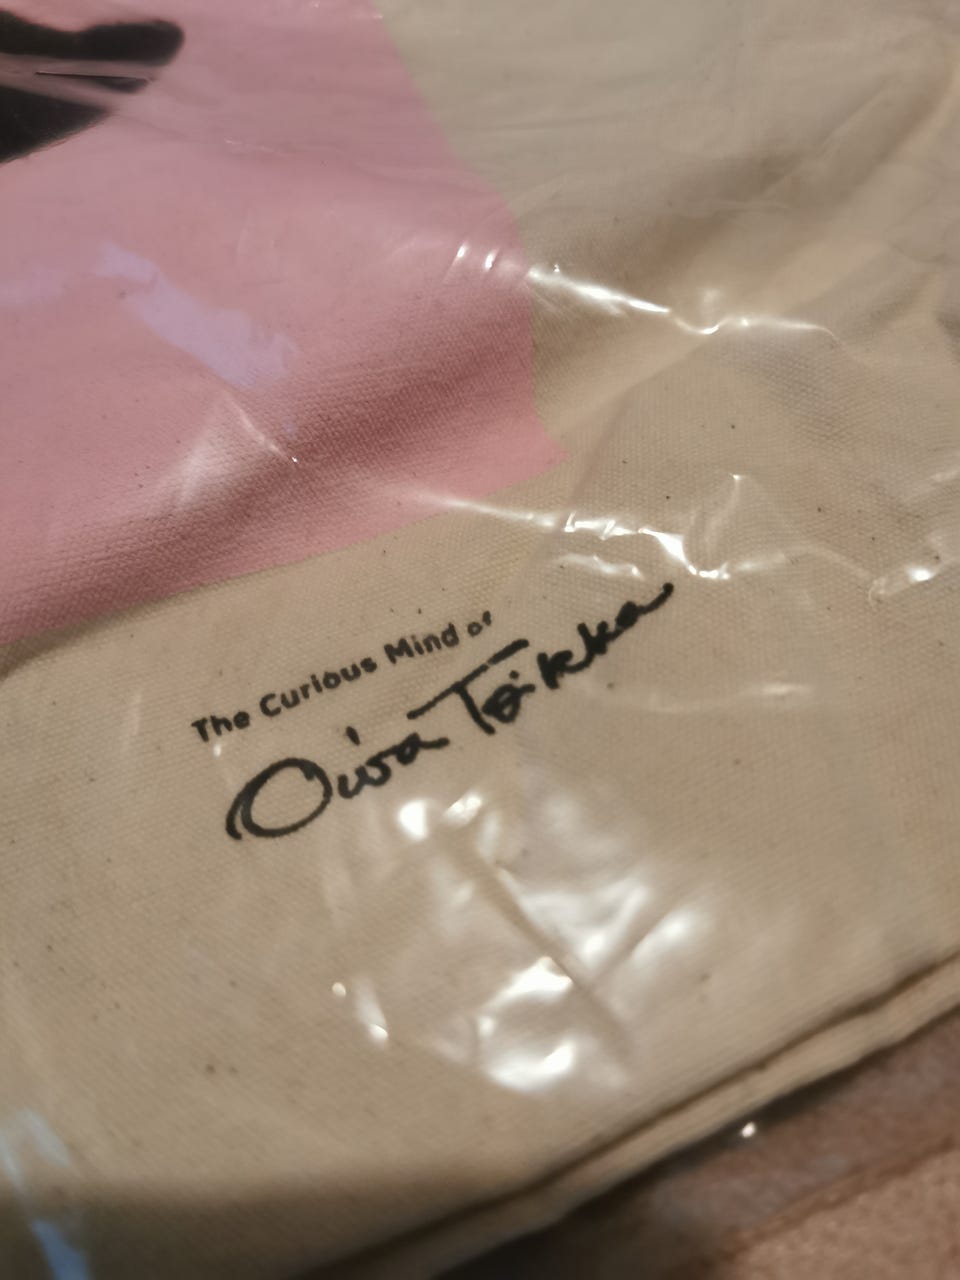 The Curious Mind of
Oiva Toikka